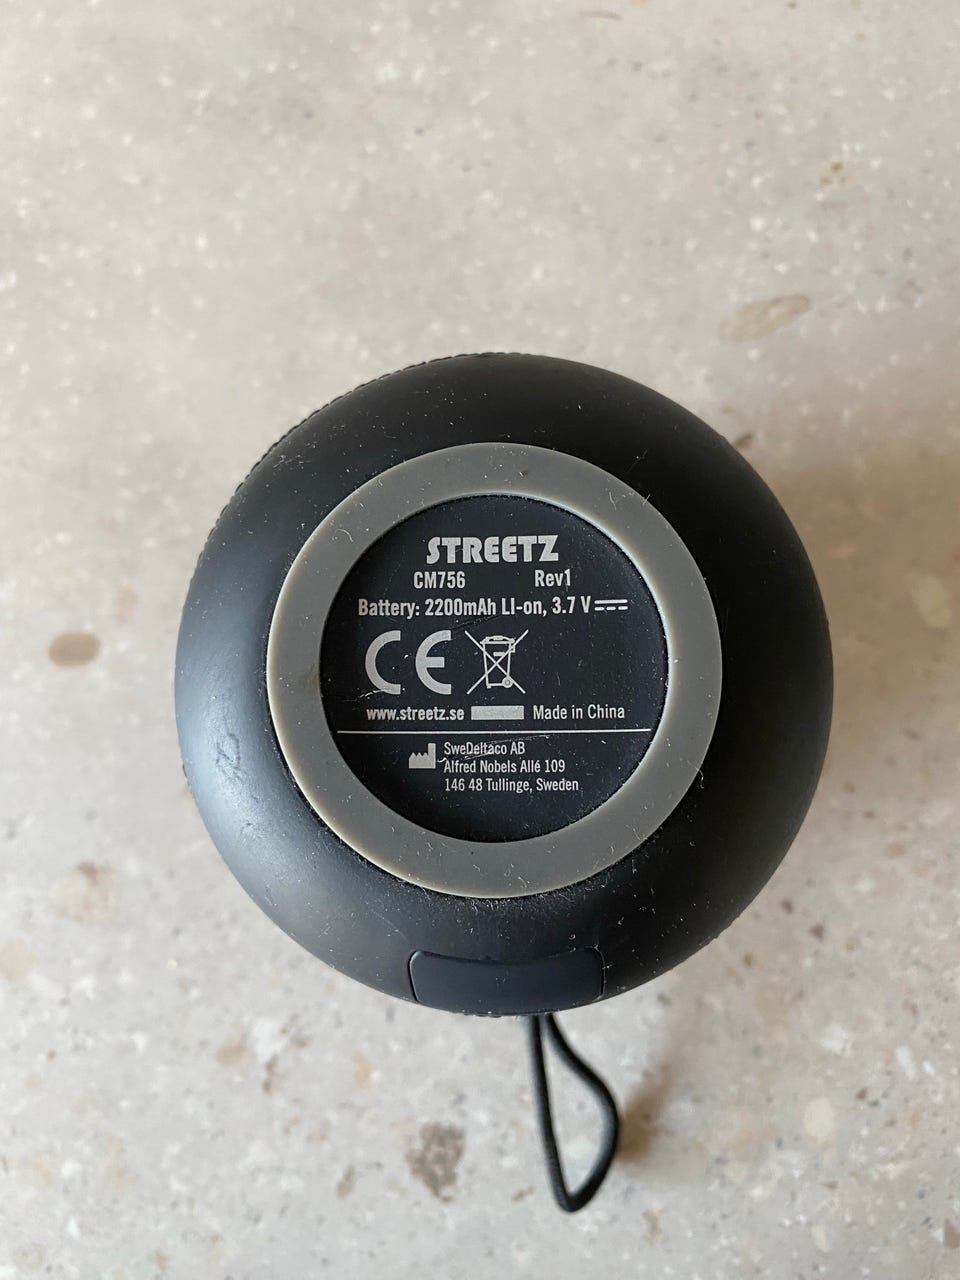 STREETZ
CM756 Rev1
Battery: 2200mAh LI-on, 3.7 V
CE
www.streetz.se Made in China
SweDeltaco AB
Alfred Nobels Allé 109
146 48 Tullinge, Sweden